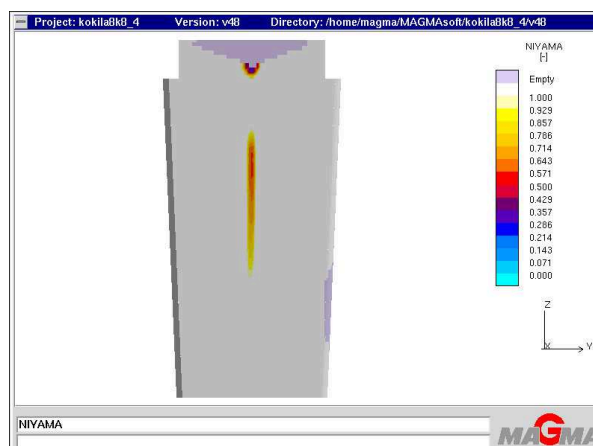 Project: kokila8k8_4 Version: v48 Directory: /home/magma/MAGMAsoft/kokila8k8_4/v48
NIYAMA
[-]
Empty
1.000
0.929
0.857
0.786
0.714
0.643
0.571
0.500
0.429
0.357
0.286
0.214
0.143
0.071
0.000
Z
X
Y
NIYAMA
MAGMA